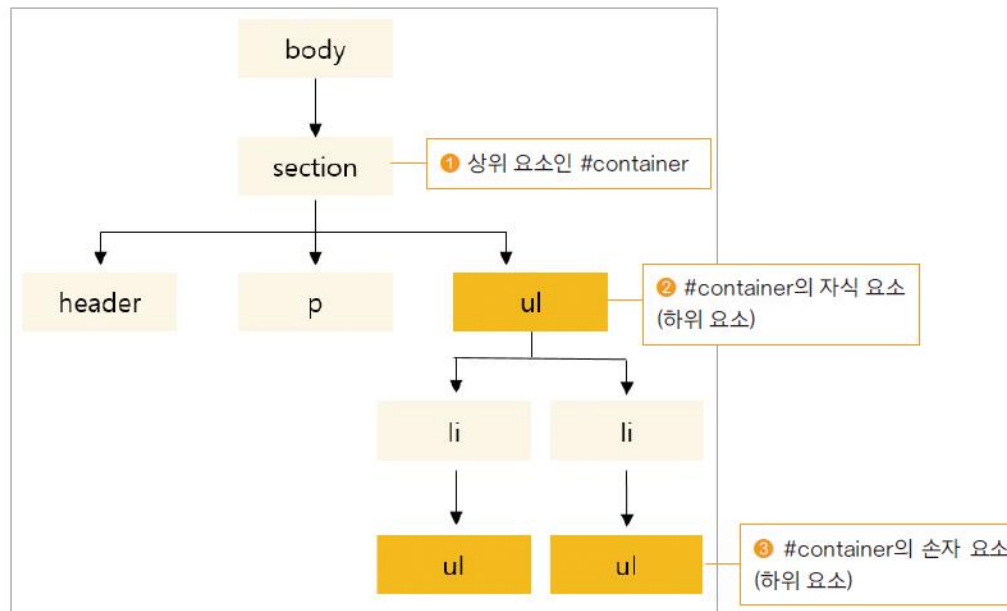 body
section
❶ 상위 요소인 #container
header
p
ul
❷ #container의 자식 요소
(하위 요소)
li
li
ul
ul
❸ #container의 손자 요소
(하위 요소)